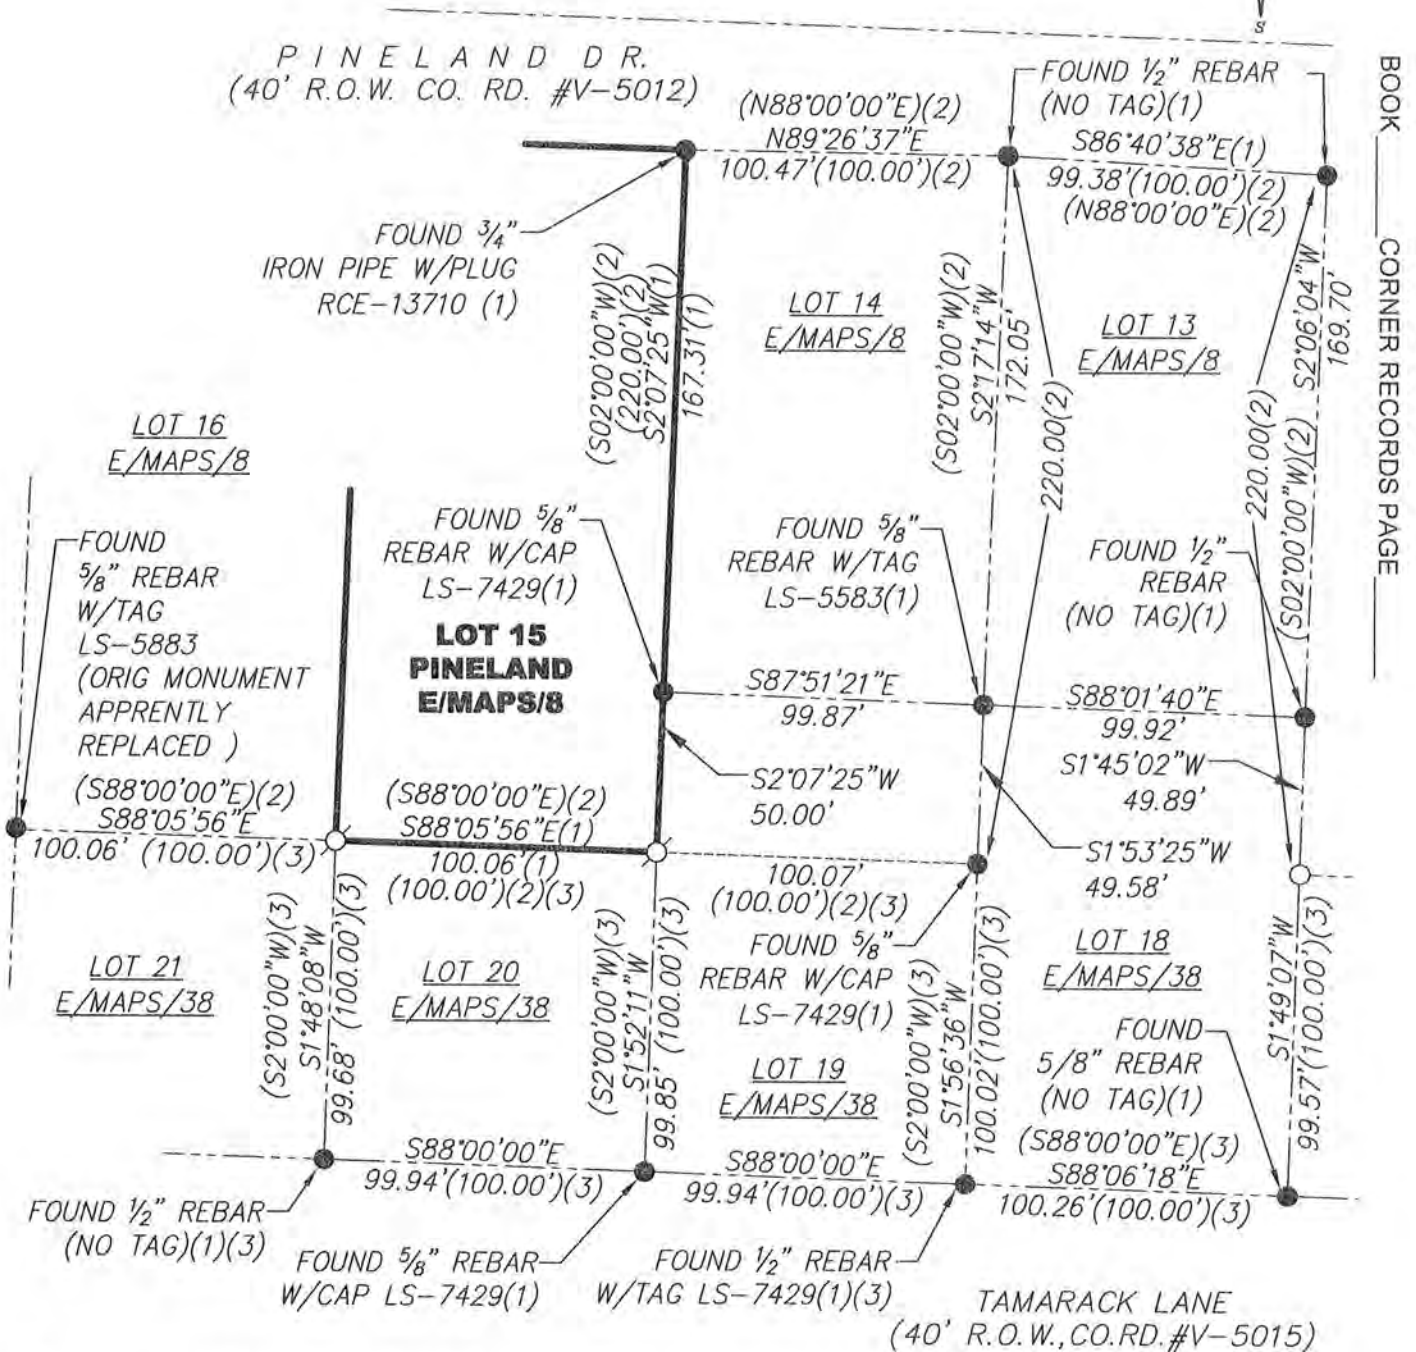 S
PINELAND DR.
(40' R.O.W. CO. RD. #V-5012)
FOUND ½" REBAR
(NO TAG)(1)
(N88°00'00"E)(2)
N89°26'37"E
100.47'(100.00')(2)
S86°40'38"E(1)
99.38'(100.00')(2)
(N88°00'00"E)(2)
BOOK ______ CORNER RECORDS PAGE ______
FOUND ¾"
IRON PIPE W/PLUG
RCE-13710 (1)
(S02°00'00"W)(2)
(220.00')(2)
S2°07'25"W(1)
167.31(1)
LOT 14
E/MAPS/8
(S02°00'00"W)(2)
S2°17'14"W
172.05'
220.00(2)
LOT 13
E/MAPS/8
220.00(2)
(S02°00'00"W)(2) S2°06'04"W
169.70'
LOT 16
E/MAPS/8
FOUND
⅝" REBAR
W/TAG
LS-5883
(ORIG MONUMENT
APPRENTLY
REPLACED )
FOUND ⅝"
REBAR W/CAP
LS-7429(1)
LOT 15
PINELAND
E/MAPS/8
FOUND ⅝"
REBAR W/TAG
LS-5583(1)
FOUND ½"
REBAR
(NO TAG)(1)
S87°51'21"E
99.87'
S88°01'40"E
99.92'
S2°07'25"W
50.00'
S1°45'02"W
49.89'
S1°53'25"W
49.58'
(S88°00'00"E)(2)
S88°05'56"E
100.06' (100.00')(3)
(S88°00'00"E)(2)
S88°05'56"E(1)
100.06'(1)
(100.00')(2)(3)
100.07'
(100.00')(2)(3)
FOUND ⅝"
REBAR W/CAP
LS-7429(1)
LOT 21
E/MAPS/38
(S2°00'00"W)(3)
S1°48'08"W
99.68' (100.00')(3)
LOT 20
E/MAPS/38
(S2°00'00"W)(3)
S1°52'11"W
99.85' (100.00')(3)
LOT 19
E/MAPS/38
(S2°00'00"W)(3)
S1°56'36"W
100.02'(100.00')(3)
LOT 18
E/MAPS/38
FOUND
5/8" REBAR
(NO TAG)(1)
S1°49'07"W
99.57'(100.00')(3)
S88°00'00"E
99.94'(100.00')(3)
S88°00'00"E
99.94'(100.00')(3)
(S88°00'00"E)(3)
S88°06'18"E
100.26'(100.00')(3)
FOUND ½" REBAR
(NO TAG)(1)(3)
FOUND ⅝" REBAR
W/CAP LS-7429(1)
FOUND ½" REBAR
W/TAG LS-7429(1)(3)
TAMARACK LANE
(40' R.O.W.,CO.RD.#V-5015)